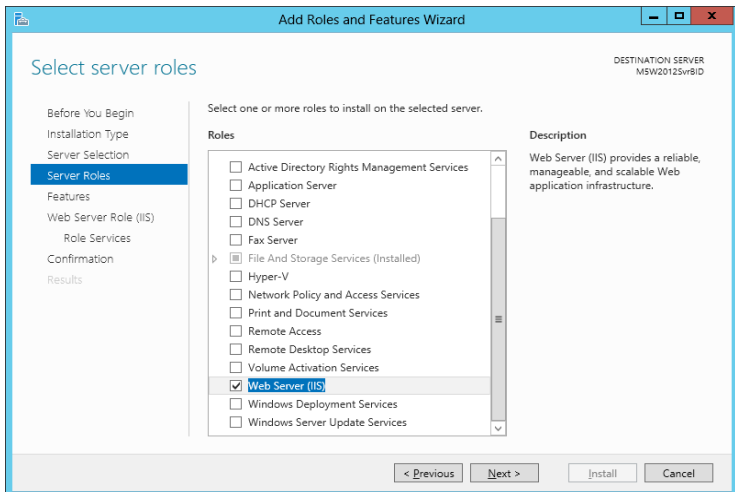 Add Roles and Features Wizard
Select server roles
DESTINATION SERVER
MSW2012SvrBID
Before You Begin
Installation Type
Server Selection
Server Roles
Features
Web Server Role (IIS)
Role Services
Confirmation
Results
Select one or more roles to install on the selected server.
Roles
Active Directory Rights Management Services
Application Server
DHCP Server
DNS Server
Fax Server
File And Storage Services (Installed)
Hyper-V
Network Policy and Access Services
Print and Document Services
Remote Access
Remote Desktop Services
Volume Activation Services
Web Server (IIS)
Windows Deployment Services
Windows Server Update Services
Description
Web Server (IIS) provides a reliable,
manageable, and scalable Web
application infrastructure.
< Previous
Next >
Install
Cancel